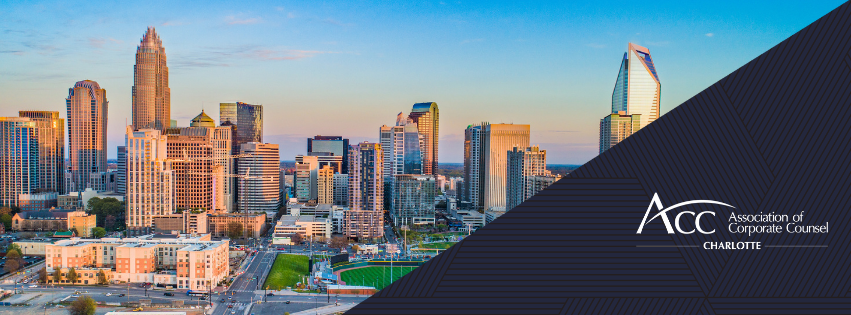 ACC Association of
Corporate Counsel
CHARLOTTE